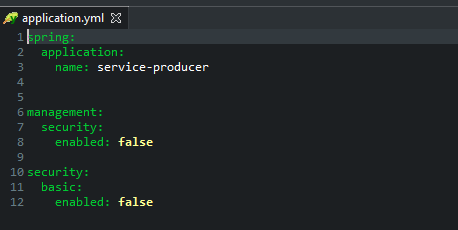 application.yml
1 spring:
2   application:
3     name: service-producer
4
5
6 management:
7   security:
8     enabled: false
9
10 security:
11   basic:
12     enabled: false